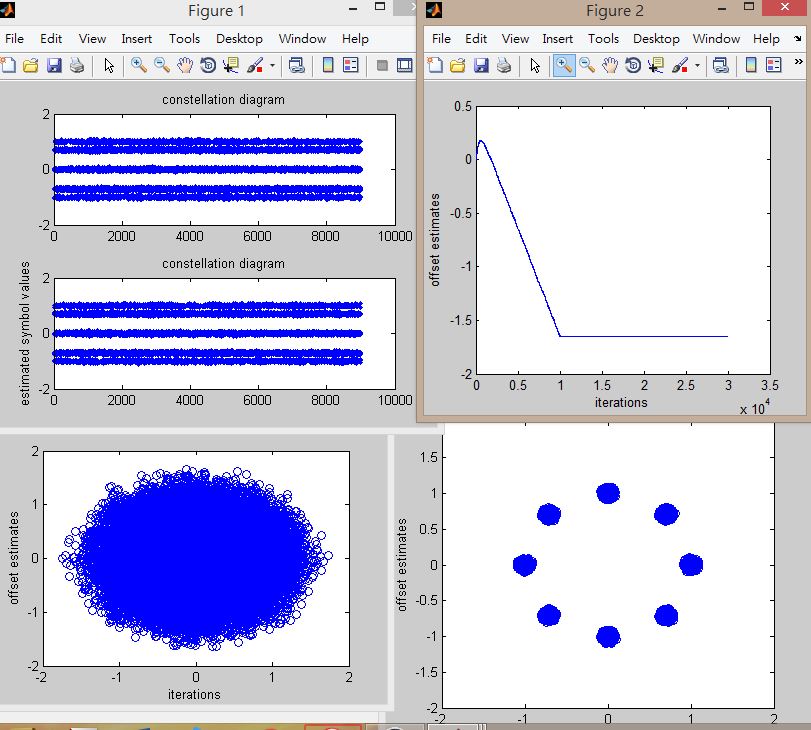 Figure 1
File Edit View Insert Tools Desktop Window Help
constellation diagram
2
0
-2
0 2000 4000 6000 8000 10000
constellation diagram
estimated symbol values
2
0
-2
0 2000 4000 6000 8000 10000
Figure 2
File Edit View Insert Tools Desktop Window Help
offset estimates
0.5
0
-0.5
-1
-1.5
-2
0 0.5 1 1.5 2 2.5 3 3.5
iterations
x 10^4
offset estimates
2
1
0
-1
-2
-2 -1 0 1 2
iterations
offset estimates
1.5
1
0.5
0
-0.5
-1
-1.5
-2
-2 -1 0 1 2